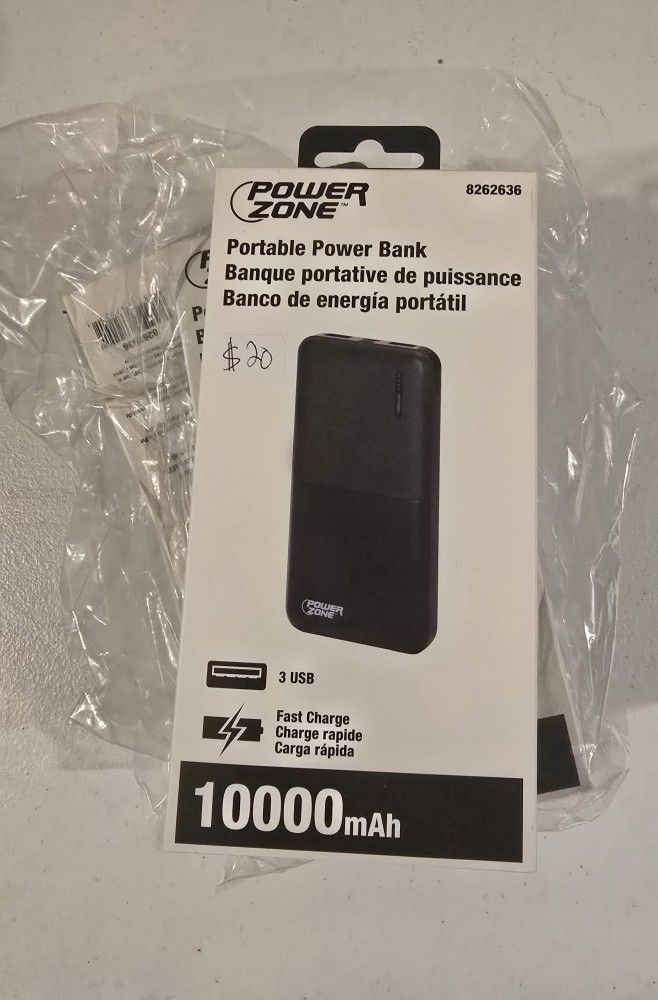 POWER
ZONE™
8262636
Portable Power Bank
Banque portative de puissance
Banco de energía portátil
$20
POWER
ZONE
3 USB
Fast Charge
Charge rapide
Carga rápida
10000mAh